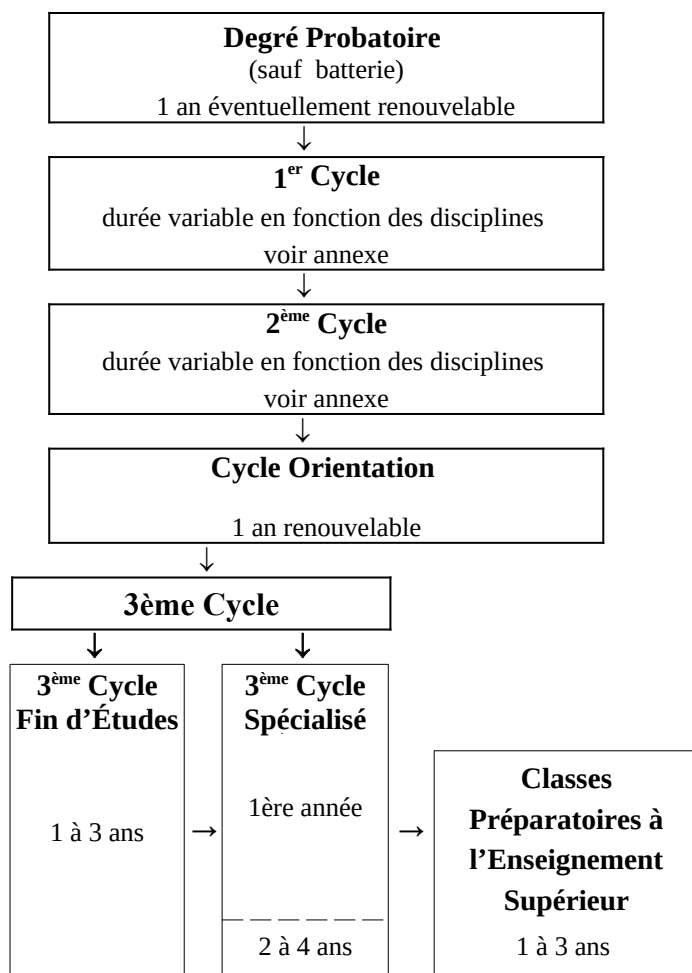 Degré Probatoire
(sauf batterie)
1 an éventuellement renouvelable
↓
1er Cycle
durée variable en fonction des disciplines
voir annexe
↓
2ème Cycle
durée variable en fonction des disciplines
voir annexe
↓
Cycle Orientation
1 an renouvelable
↓
3ème Cycle
↓ ↓
3ème Cycle
Fin d’Études
1 à 3 ans
→
3ème Cycle
Spécialisé
1ère année
2 à 4 ans
→
Classes
Préparatoires à
l’Enseignement
Supérieur
1 à 3 ans